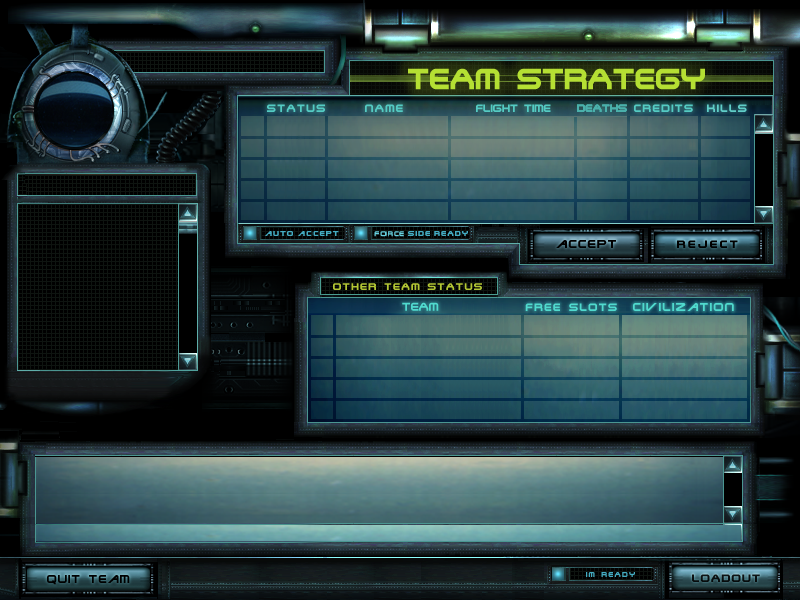 TEAM STRATEGY
STATUS NAME FLIGHT TIME DEATHS CREDITS KILLS
AUTO ACCEPT FORCE SIDE READY ACCEPT REJECT
OTHER TEAM STATUS
TEAM FREE SLOTS CIVILIZATION
QUIT TEAM IM READY LOADOUT